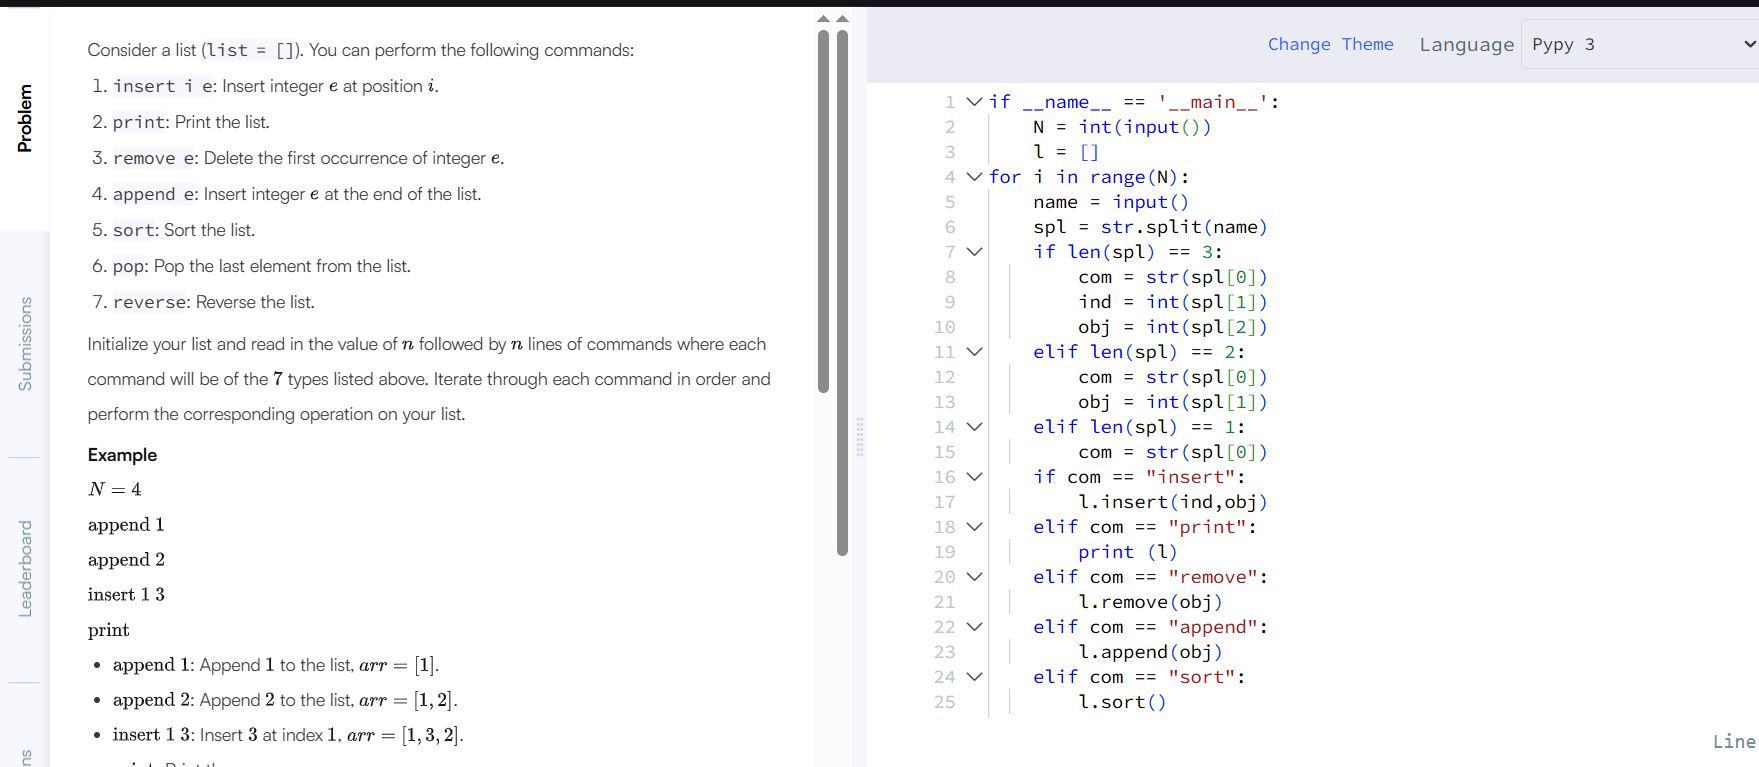 Problem
Submissions
Leaderboard
ns
Consider a list (list = []). You can perform the following commands:
1. insert i e: Insert integer e at position i.
2. print: Print the list.
3. remove e: Delete the first occurrence of integer e.
4. append e: Insert integer e at the end of the list.
5. sort: Sort the list.
6. pop: Pop the last element from the list.
7. reverse: Reverse the list.
Initialize your list and read in the value of n followed by n lines of commands where each
command will be of the 7 types listed above. Iterate through each command in order and
perform the corresponding operation on your list.
Example
N = 4
append 1
append 2
insert 1 3
print
• append 1: Append 1 to the list, arr = [1].
• append 2: Append 2 to the list, arr = [1, 2].
• insert 1 3: Insert 3 at index 1, arr = [1, 3, 2].
Change Theme Language Pypy 3
1 if __name__ == '__main__':
2     N = int(input())
3     l = []
4 for i in range(N):
5     name = input()
6     spl = str.split(name)
7     if len(spl) == 3:
8         com = str(spl[0])
9         ind = int(spl[1])
10         obj = int(spl[2])
11     elif len(spl) == 2:
12         com = str(spl[0])
13         obj = int(spl[1])
14     elif len(spl) == 1:
15         com = str(spl[0])
16     if com == "insert":
17         l.insert(ind,obj)
18     elif com == "print":
19         print (l)
20     elif com == "remove":
21         l.remove(obj)
22     elif com == "append":
23         l.append(obj)
24     elif com == "sort":
25         l.sort()
Line